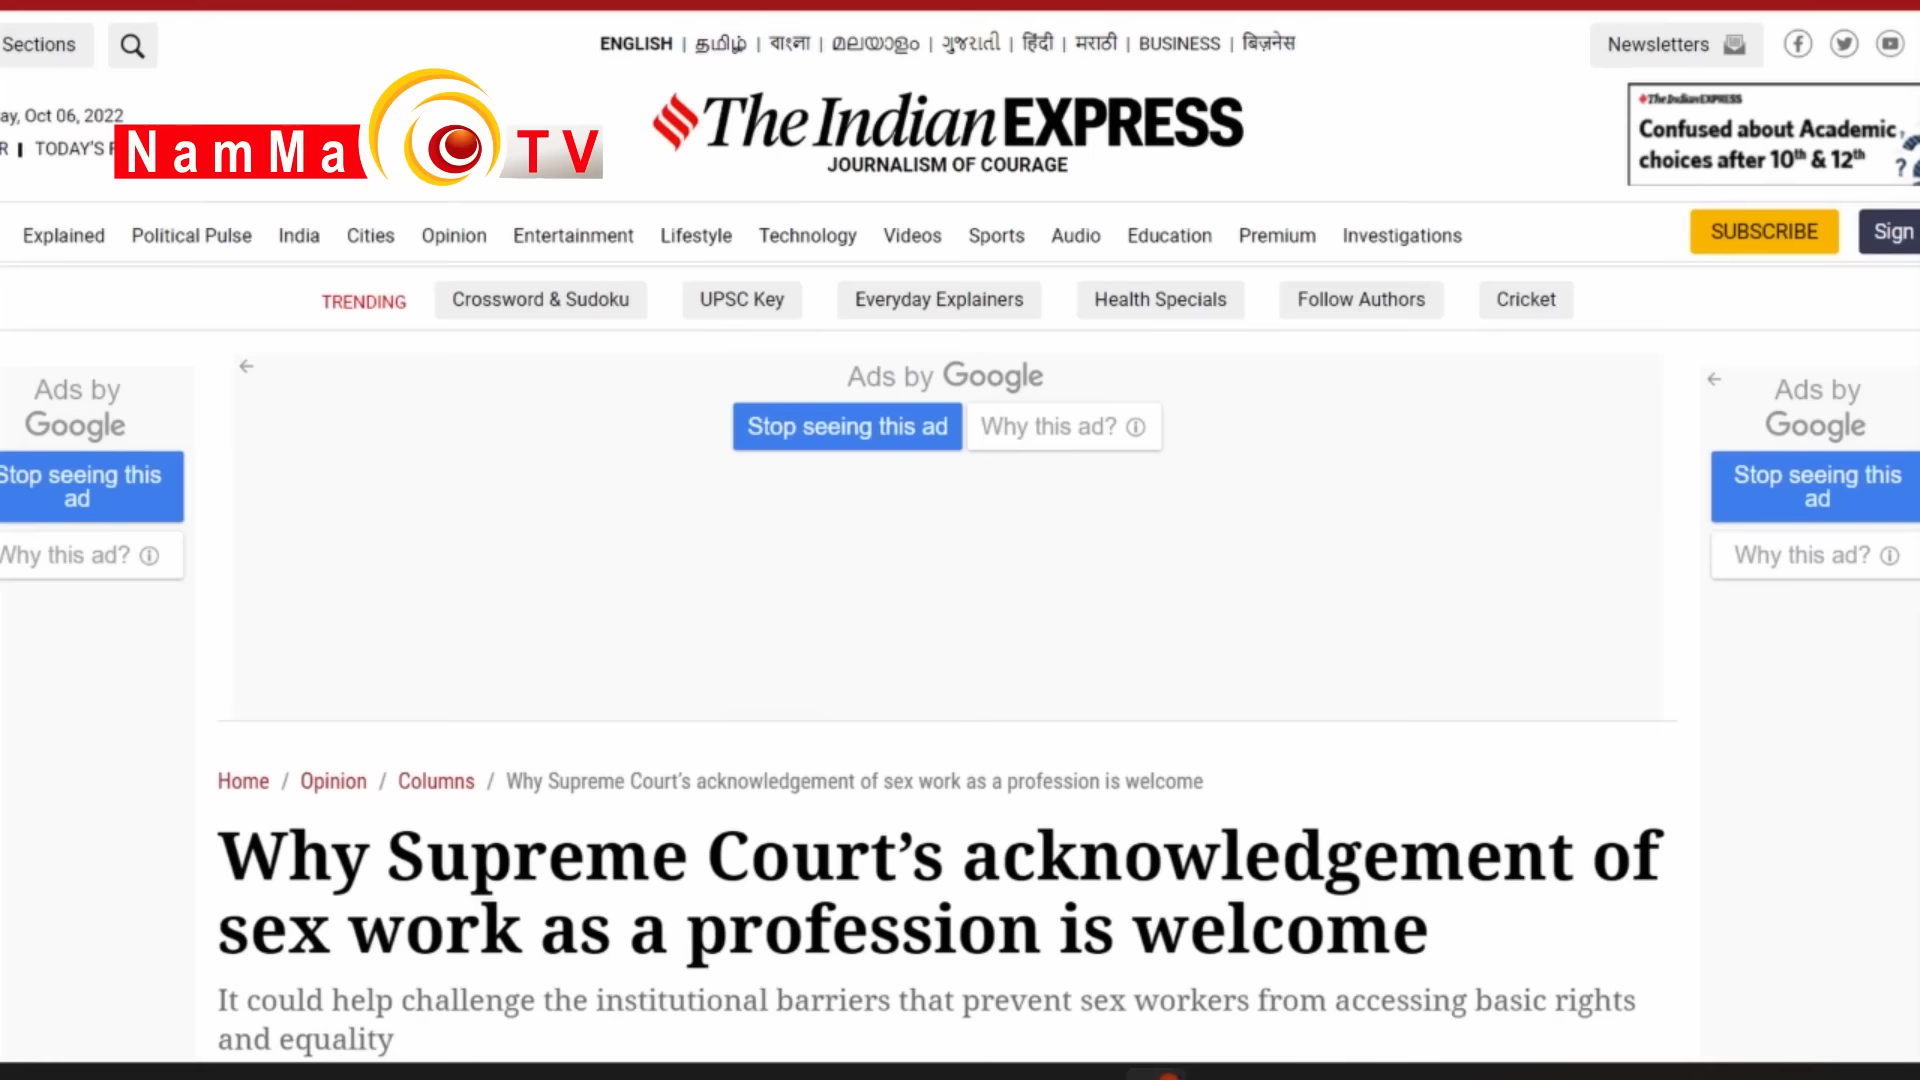 Sections
ENGLISH | தமிழ் | বাংলা | മലയാളം | ગુજરાતી | हिंदी | मराठी | BUSINESS | बिज़नेस
Newsletters
ay, Oct 06, 2022
R | TODAY'S
NamMa TV
The Indian EXPRESS
JOURNALISM OF COURAGE
The Indian EXPRESS
Confused about Academic
choices after 10th & 12th
?
Explained Political Pulse India Cities Opinion Entertainment Lifestyle Technology Videos Sports Audio Education Premium Investigations
SUBSCRIBE
Sign
TRENDING Crossword & Sudoku UPSC Key Everyday Explainers Health Specials Follow Authors Cricket
Ads by
Google
Stop seeing this
ad
Why this ad?
Ads by Google
Stop seeing this ad Why this ad?
Ads by
Google
Stop seeing this
ad
Why this ad?
Home / Opinion / Columns / Why Supreme Court's acknowledgement of sex work as a profession is welcome
Why Supreme Court's acknowledgement of
sex work as a profession is welcome
It could help challenge the institutional barriers that prevent sex workers from accessing basic rights
and equality